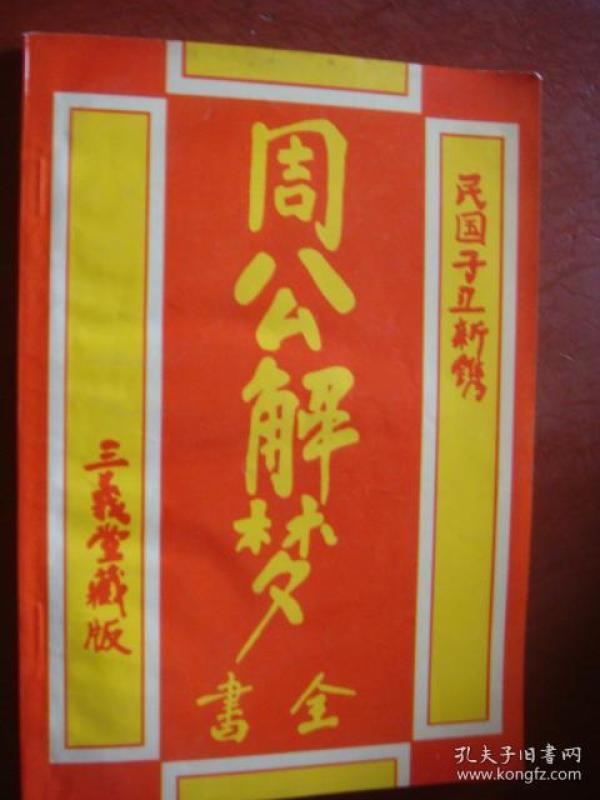 民国子丑新镌
周公解梦
全書
三義堂藏版
孔夫子旧書网
www.kongfz.com